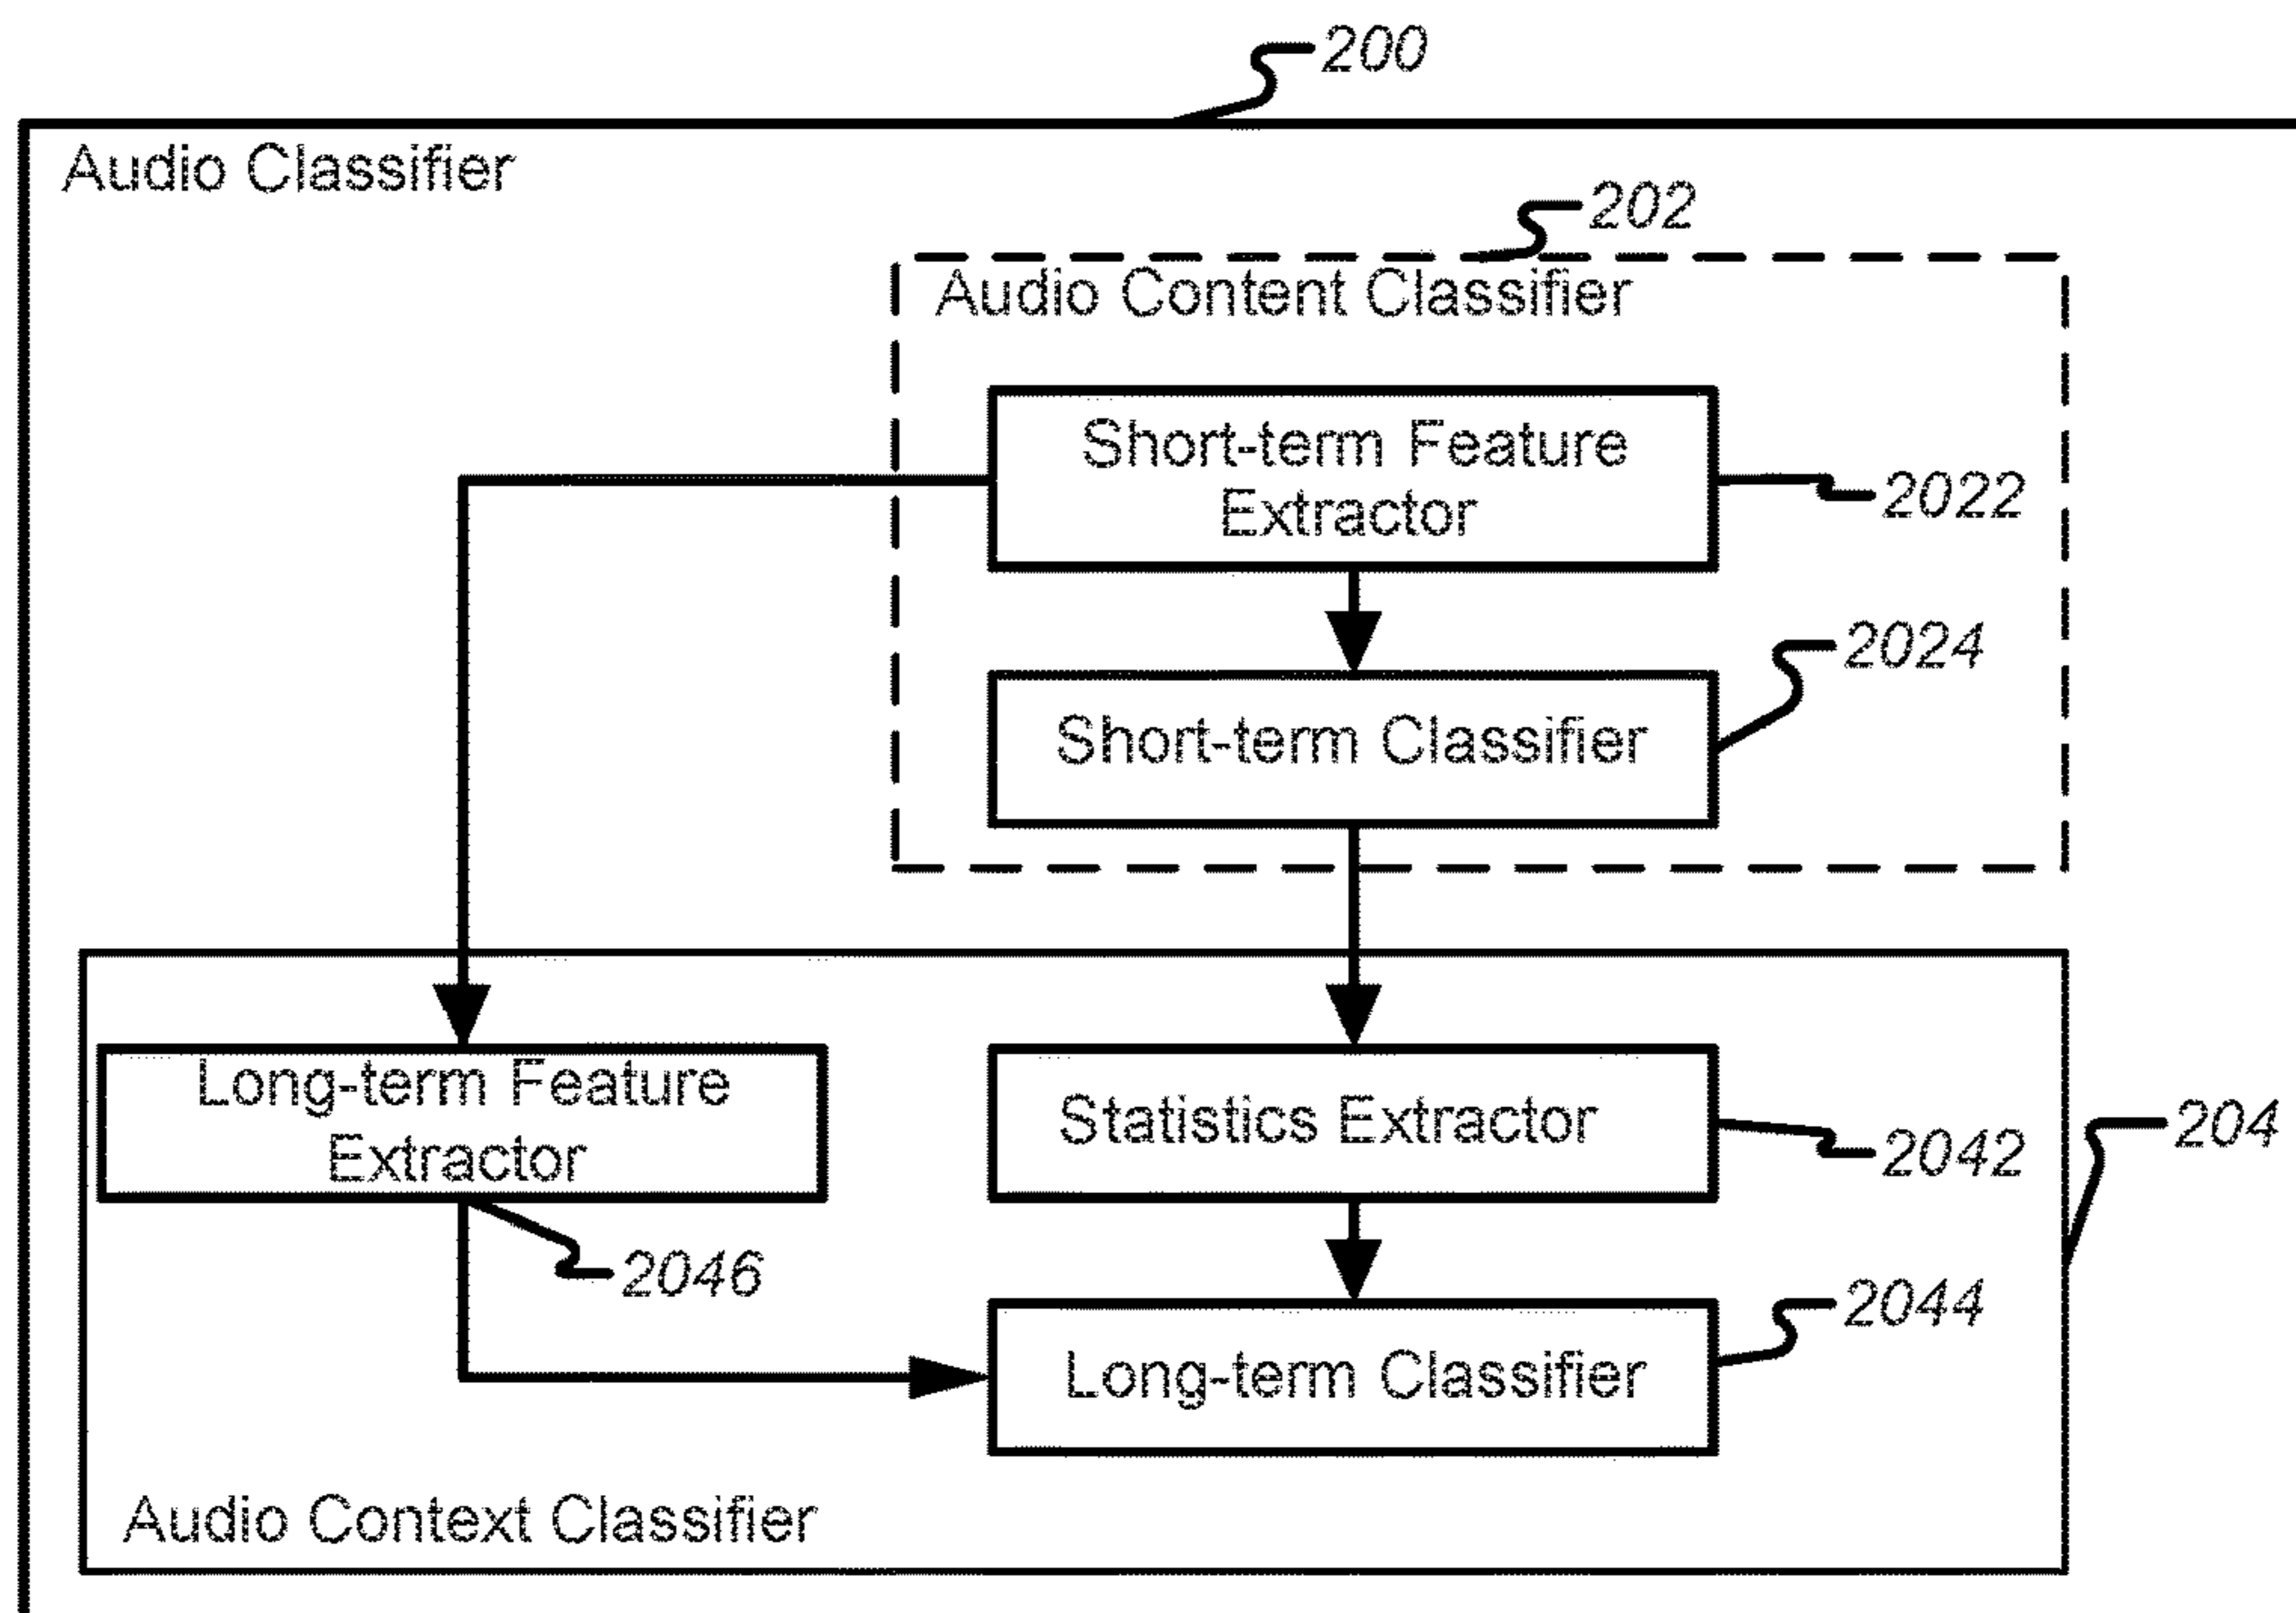 200
Audio Classifier
202
Audio Content Classifier
Short-term Feature
Extractor
2022
2024
Short-term Classifier
Long-term Feature
Extractor
Statistics Extractor
204
2042
2046
2044
Long-term Classifier
Audio Context Classifier